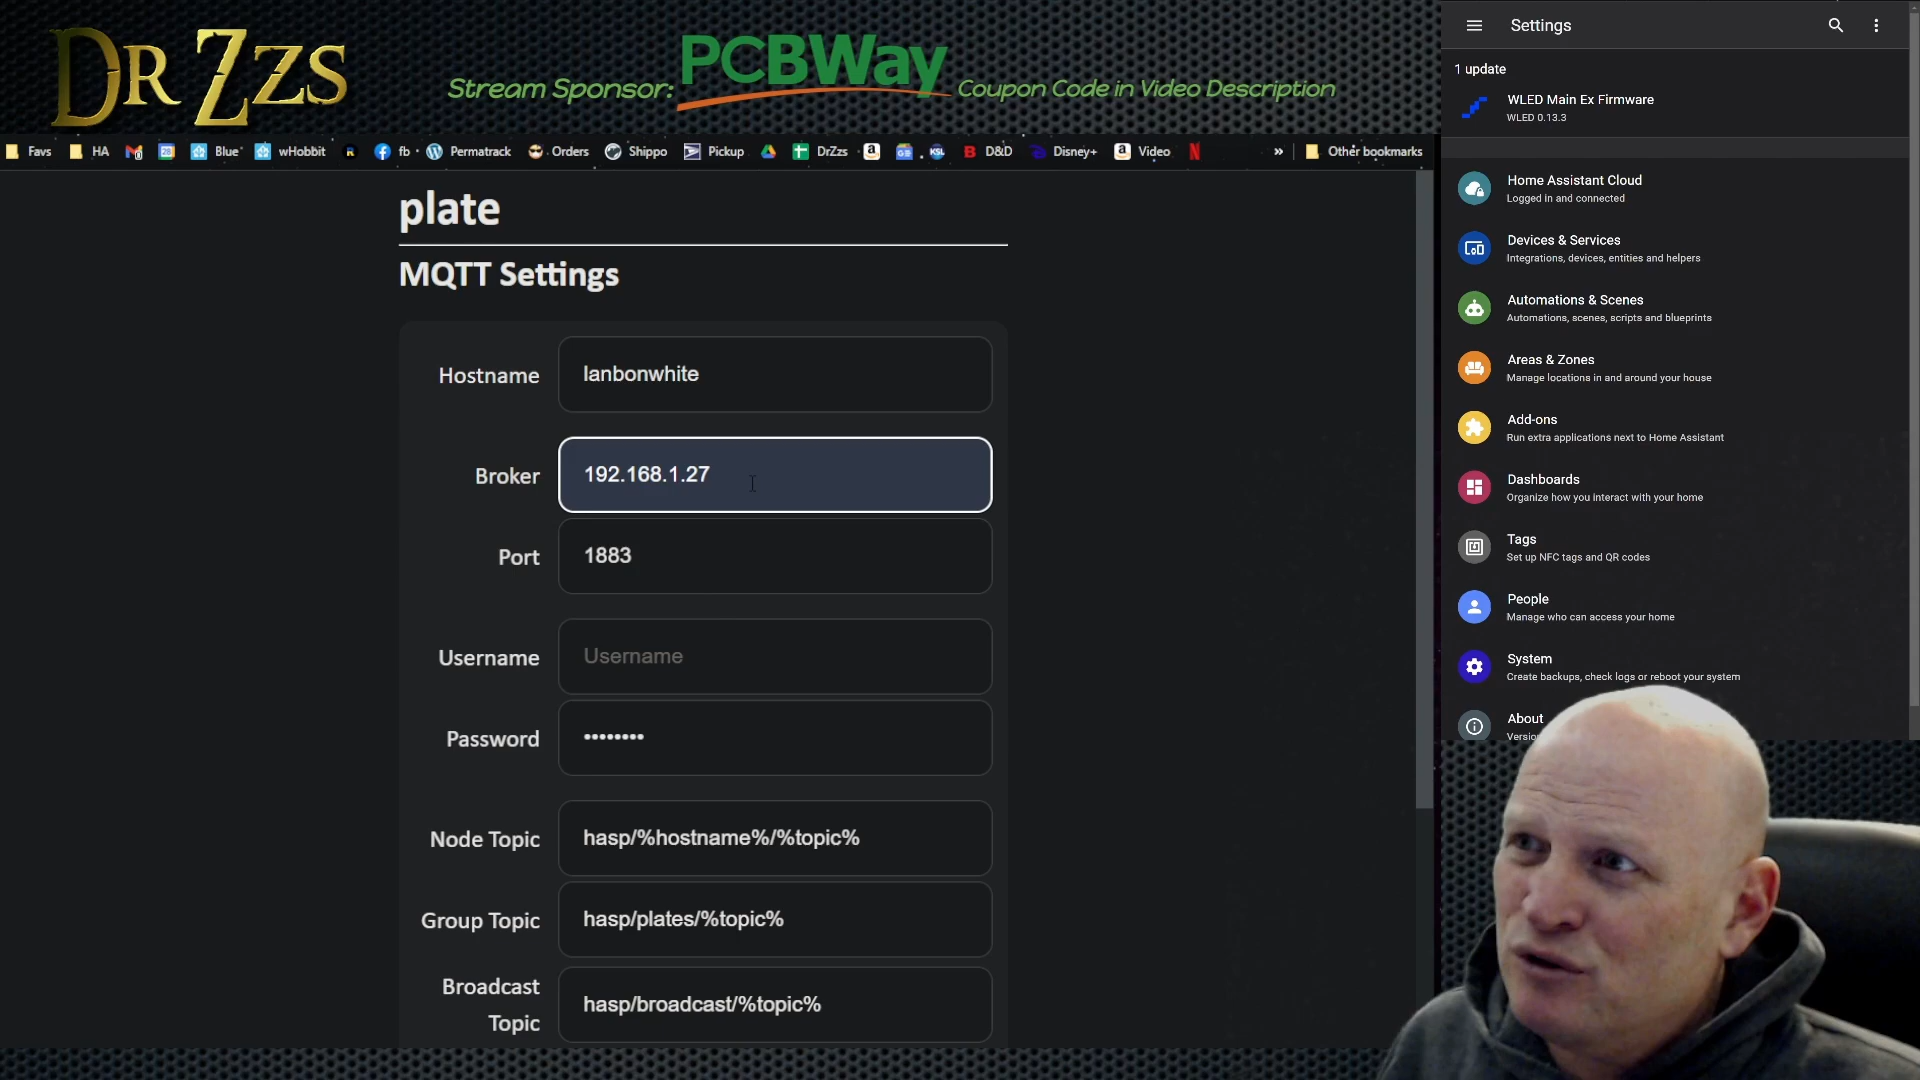 DR ZZS
Stream Sponsor: PCBWay Coupon Code in Video Description
Favs HA Blue wHobbit fb Permatrack Orders Shippo Pickup DrZzs D&D Disney+ Video » Other bookmarks
plate
MQTT Settings
Hostname lanbonwhite
Broker 192.168.1.27
Port 1883
Username Username
Password ••••••••
Node Topic hasp/%hostname%/%topic%
Group Topic hasp/plates/%topic%
Broadcast
Topic hasp/broadcast/%topic%
Settings
1 update
WLED Main Ex Firmware
WLED 0.13.3
Home Assistant Cloud
Logged in and connected
Devices & Services
Integrations, devices, entities and helpers
Automations & Scenes
Automations, scenes, scripts and blueprints
Areas & Zones
Manage locations in and around your house
Add-ons
Run extra applications next to Home Assistant
Dashboards
Organize how you interact with your home
Tags
Set up NFC tags and QR codes
People
Manage who can access your home
System
Create backups, check logs or reboot your system
About